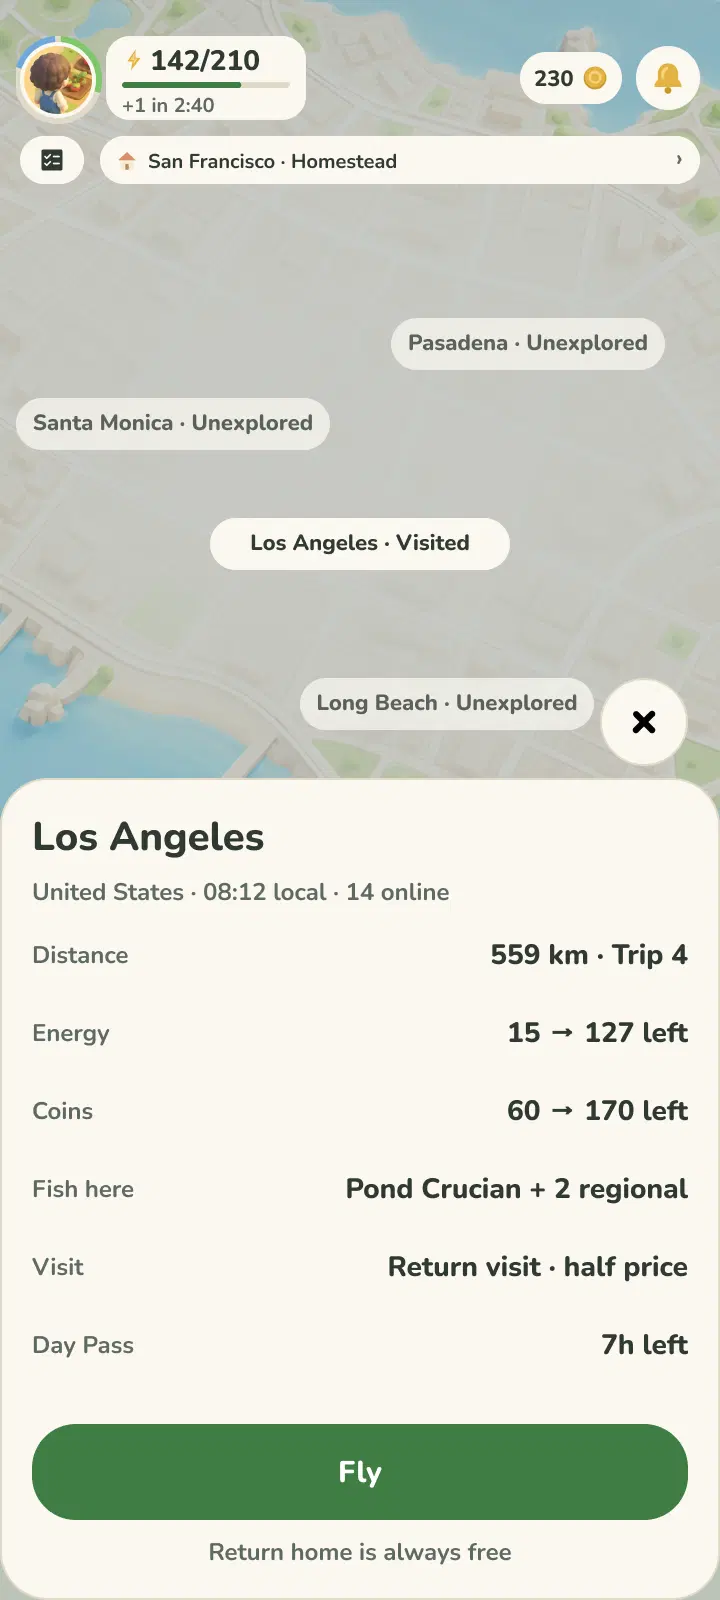 142/210
+1 in 2:40
230
San Francisco · Homestead ›
Pasadena · Unexplored
Santa Monica · Unexplored
Los Angeles · Visited
Long Beach · Unexplored
Los Angeles
United States · 08:12 local · 14 online
Distance 559 km · Trip 4
Energy 15 → 127 left
Coins 60 → 170 left
Fish here Pond Crucian + 2 regional
Visit Return visit · half price
Day Pass 7h left
Fly
Return home is always free